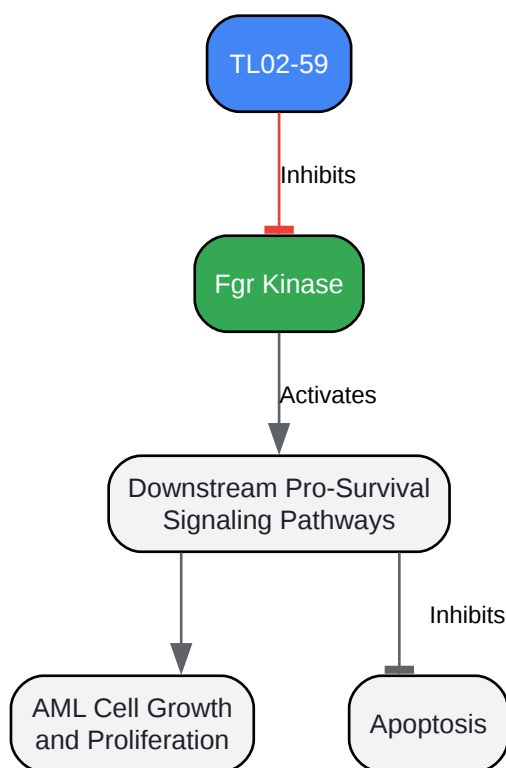 TL02-59
Inhibits
Fgr Kinase
Activates
Downstream Pro-Survival
Signaling Pathways
Inhibits
AML Cell Growth
and Proliferation
Apoptosis